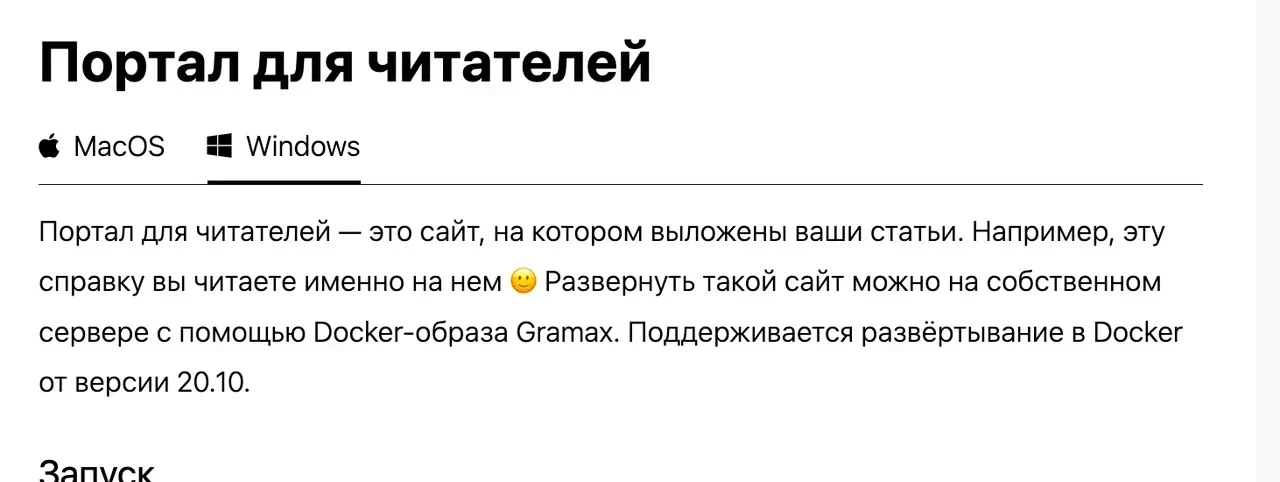 Портал для читателей
MacOS Windows
Портал для читателей — это сайт, на котором выложены ваши статьи. Например, эту
справку вы читаете именно на нем 🙂 Развернуть такой сайт можно на собственном
сервере с помощью Docker-образа Gramax. Поддерживается развёртывание в Docker
от версии 20.10.
Запуск